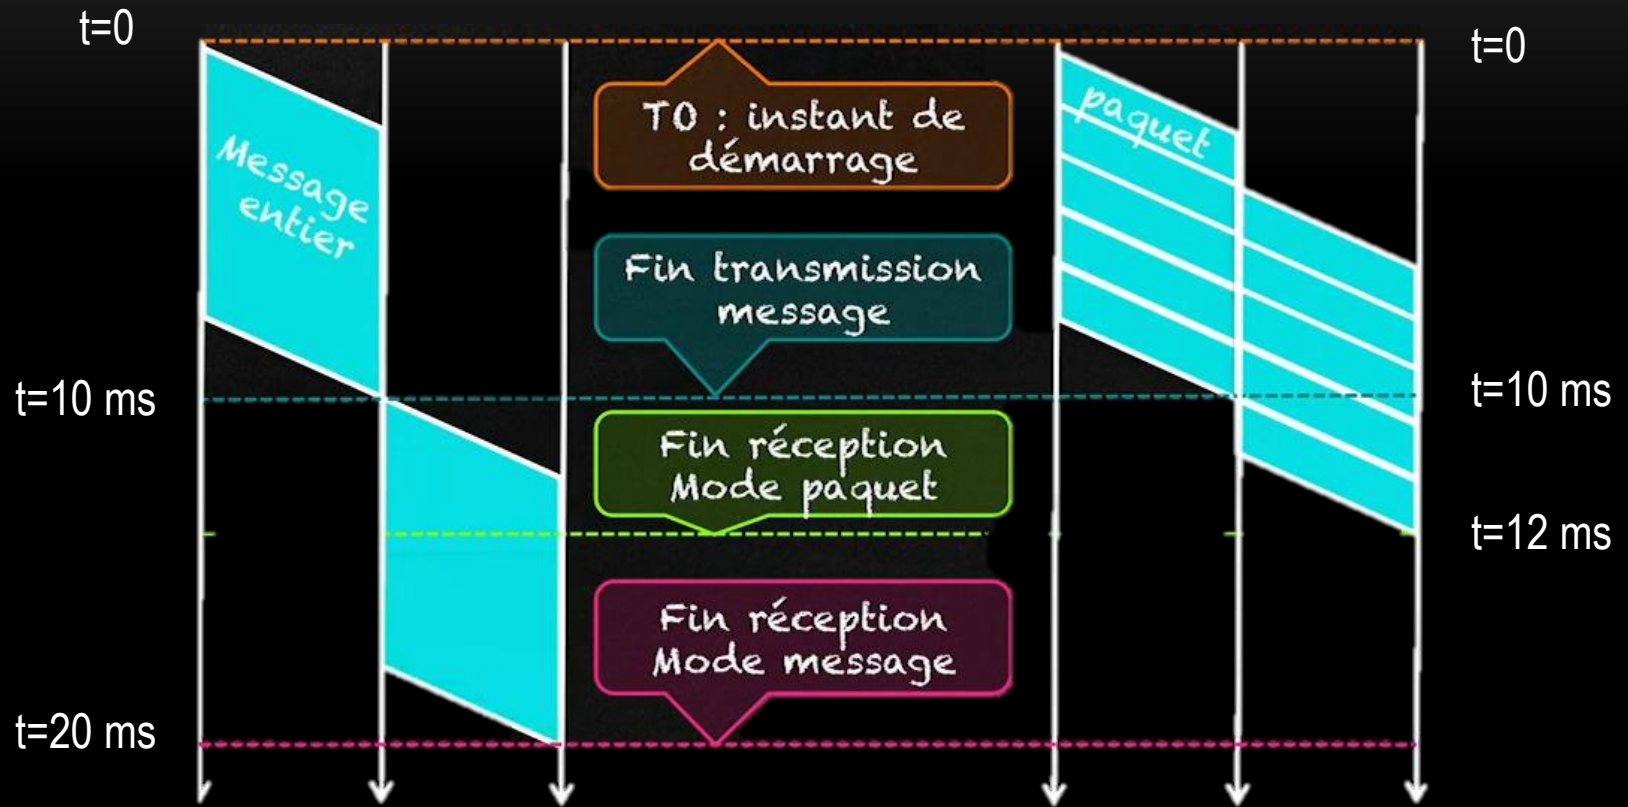 t=0
t=0
TO : instant de
démarrage
paquet
Message
entier
Fin transmission
message
t=10 ms
t=10 ms
Fin réception
Mode paquet
t=12 ms
Fin réception
Mode message
t=20 ms